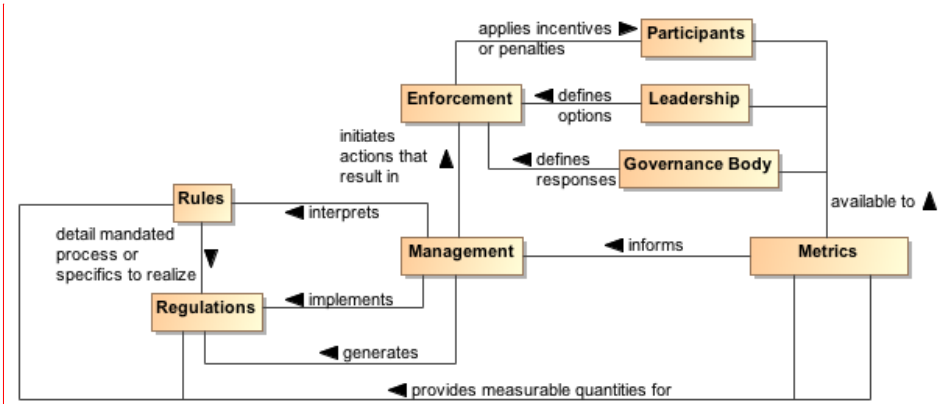 applies incentives
or penalties
Participants
Enforcement
defines
options
Leadership
initiates
actions that
result in
defines
responses
Governance Body
Rules
interprets
available to
detail mandated
process or
specifics to realize
Management
informs
Metrics
Regulations
implements
generates
provides measurable quantities for